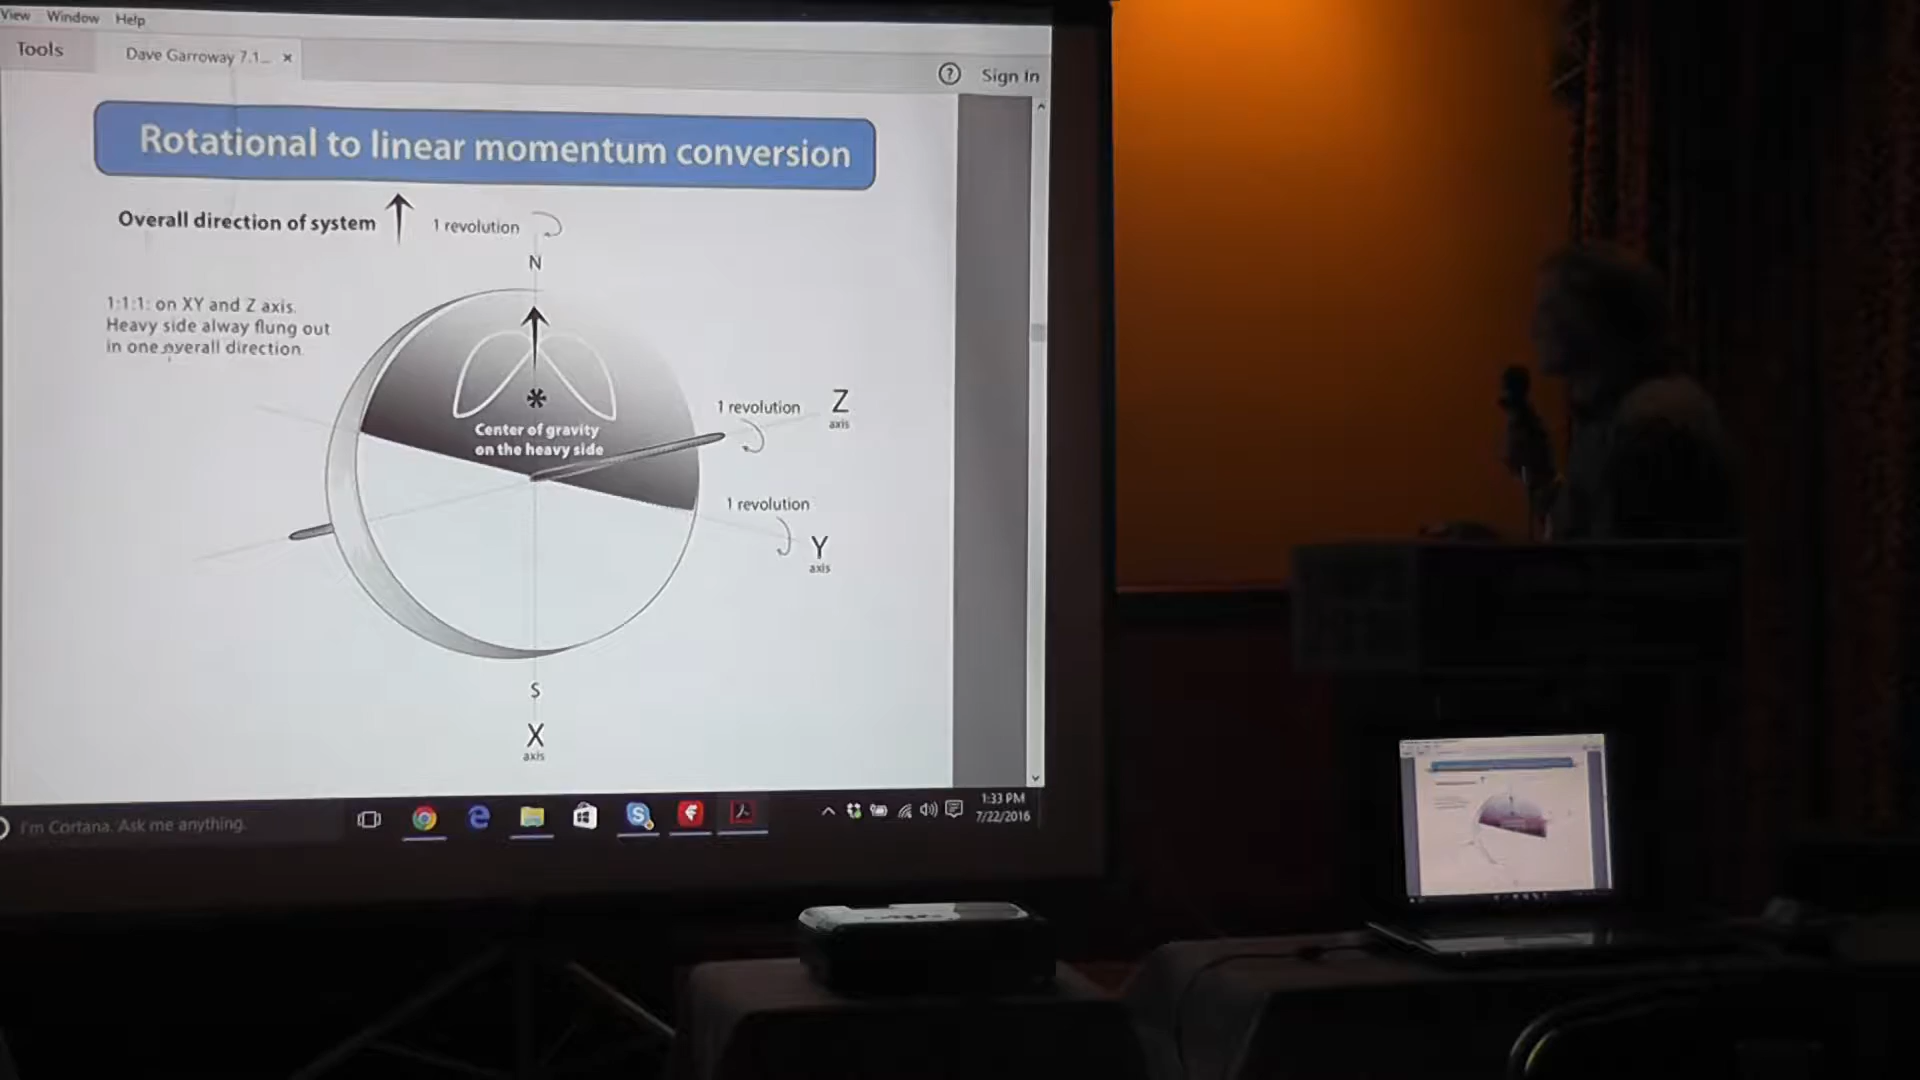 View Window Help
Tools
Dave Garroway 7.1... ×
? Sign In
Rotational to linear momentum conversion
Overall direction of system
1 revolution
N
1:1:1: on XY and Z axis.
Heavy side alway flung out
in one overall direction.
*
Center of gravity
on the heavy side
1 revolution
Z
axis
1 revolution
Y
axis
S
X
axis
I'm Cortana. Ask me anything.
1:33 PM
7/22/2016